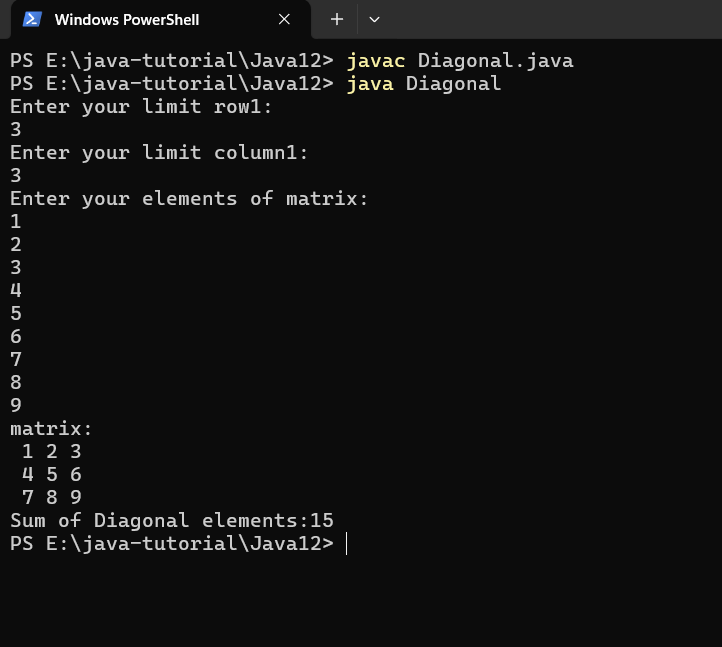 Windows PowerShell
PS E:\java-tutorial\Java12> javac Diagonal.java
PS E:\java-tutorial\Java12> java Diagonal
Enter your limit row1:
3
Enter your limit column1:
3
Enter your elements of matrix:
1
2
3
4
5
6
7
8
9
matrix:
 1 2 3
 4 5 6
 7 8 9
Sum of Diagonal elements:15
PS E:\java-tutorial\Java12>